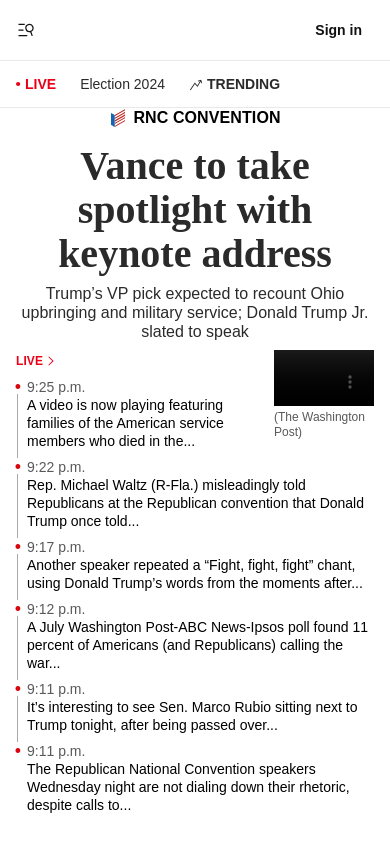 Sign in
LIVE
Election 2024
TRENDING
RNC CONVENTION
Vance to take
spotlight with
keynote address
Trump’s VP pick expected to recount Ohio
upbringing and military service; Donald Trump Jr.
slated to speak
LIVE
(The Washington
Post)
9:25 p.m.
A video is now playing featuring
families of the American service
members who died in the...
9:22 p.m.
Rep. Michael Waltz (R-Fla.) misleadingly told
Republicans at the Republican convention that Donald
Trump once told...
9:17 p.m.
Another speaker repeated a “Fight, fight, fight” chant,
using Donald Trump’s words from the moments after...
9:12 p.m.
A July Washington Post-ABC News-Ipsos poll found 11
percent of Americans (and Republicans) calling the
war...
9:11 p.m.
It’s interesting to see Sen. Marco Rubio sitting next to
Trump tonight, after being passed over...
9:11 p.m.
The Republican National Convention speakers
Wednesday night are not dialing down their rhetoric,
despite calls to...